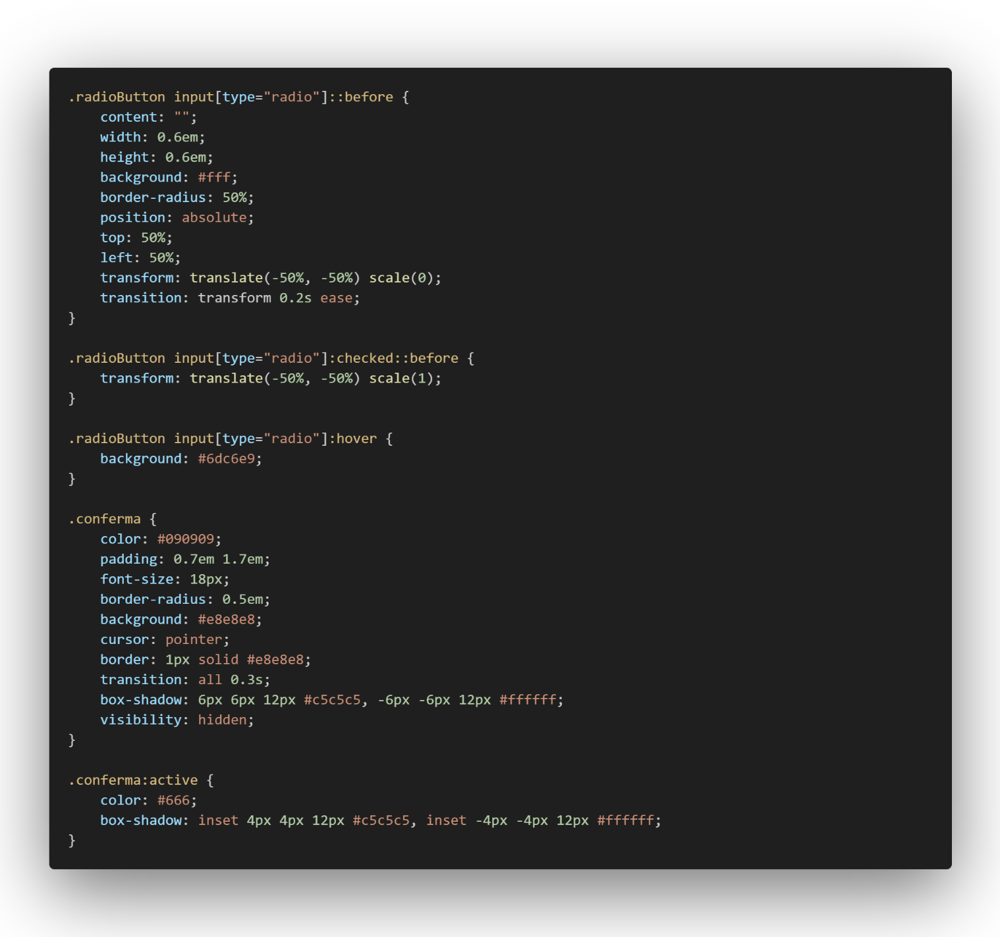 .radioButton input[type="radio"]::before {
    content: "";
    width: 0.6em;
    height: 0.6em;
    background: #fff;
    border-radius: 50%;
    position: absolute;
    top: 50%;
    left: 50%;
    transform: translate(-50%, -50%) scale(0);
    transition: transform 0.2s ease;
}

.radioButton input[type="radio"]:checked::before {
    transform: translate(-50%, -50%) scale(1);
}

.radioButton input[type="radio"]:hover {
    background: #6dc6e9;
}

.conferma {
    color: #090909;
    padding: 0.7em 1.7em;
    font-size: 18px;
    border-radius: 0.5em;
    background: #e8e8e8;
    cursor: pointer;
    border: 1px solid #e8e8e8;
    transition: all 0.3s;
    box-shadow: 6px 6px 12px #c5c5c5, -6px -6px 12px #ffffff;
    visibility: hidden;
}

.conferma:active {
    color: #666;
    box-shadow: inset 4px 4px 12px #c5c5c5, inset -4px -4px 12px #ffffff;
}